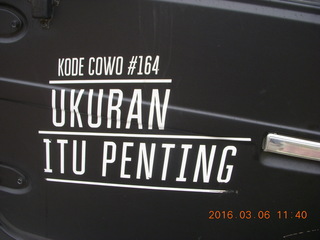 KODE COWO #164
UKURAN
ITU PENTING
2016.03.06 11:40